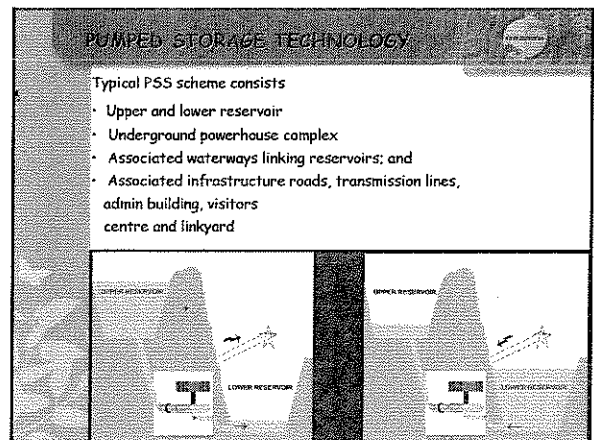 PUMPED STORAGE TECHNOLOGY
Typical PSS scheme consists
· Upper and lower reservoir
· Underground powerhouse complex
· Associated waterways linking reservoirs; and
· Associated infrastructure roads, transmission lines,
admin building, visitors
centre and linkyard
UPPER RESERVOIR
LOWER RESERVOIR
UPPER RESERVOIR
LOWER RESERVOIR